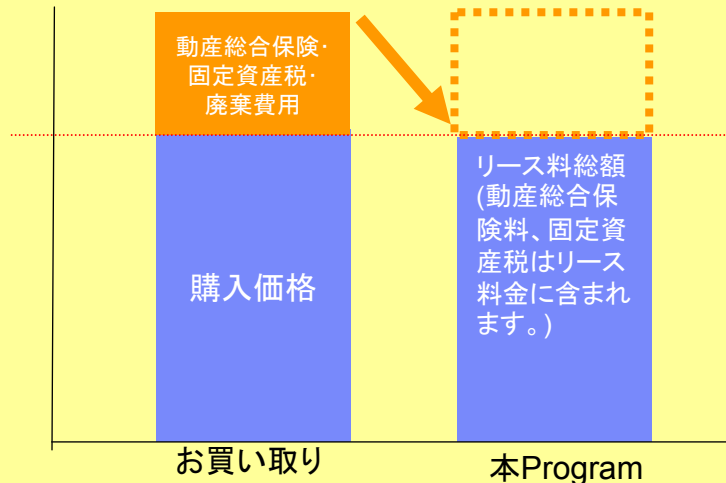 動産総合保険･
固定資産税･
廃棄費用
リース料総額
(動産総合保
険料、固定資
産税はリース
料金に含まれ
ます。)
購入価格
お買い取り
本Program